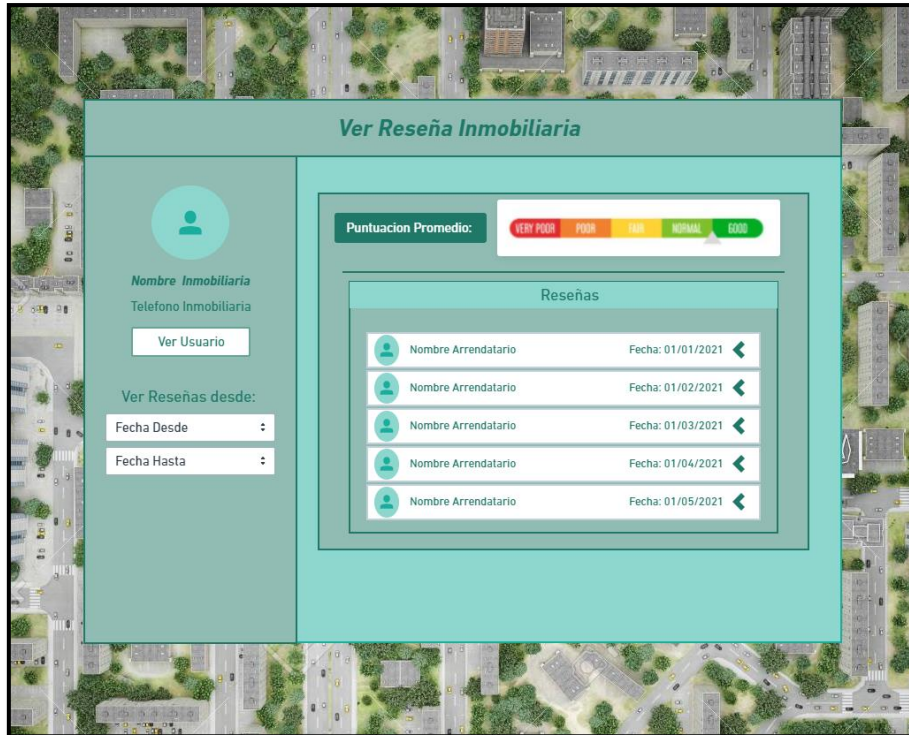 Ver Reseña Inmobiliaria
Nombre Inmobiliaria
Telefono Inmobiliaria
Ver Usuario
Ver Reseñas desde:
Fecha Desde
Fecha Hasta
Puntuacion Promedio:
VERY POOR POOR FAIR NORMAL GOOD
Reseñas
Nombre Arrendatario Fecha: 01/01/2021
Nombre Arrendatario Fecha: 01/02/2021
Nombre Arrendatario Fecha: 01/03/2021
Nombre Arrendatario Fecha: 01/04/2021
Nombre Arrendatario Fecha: 01/05/2021